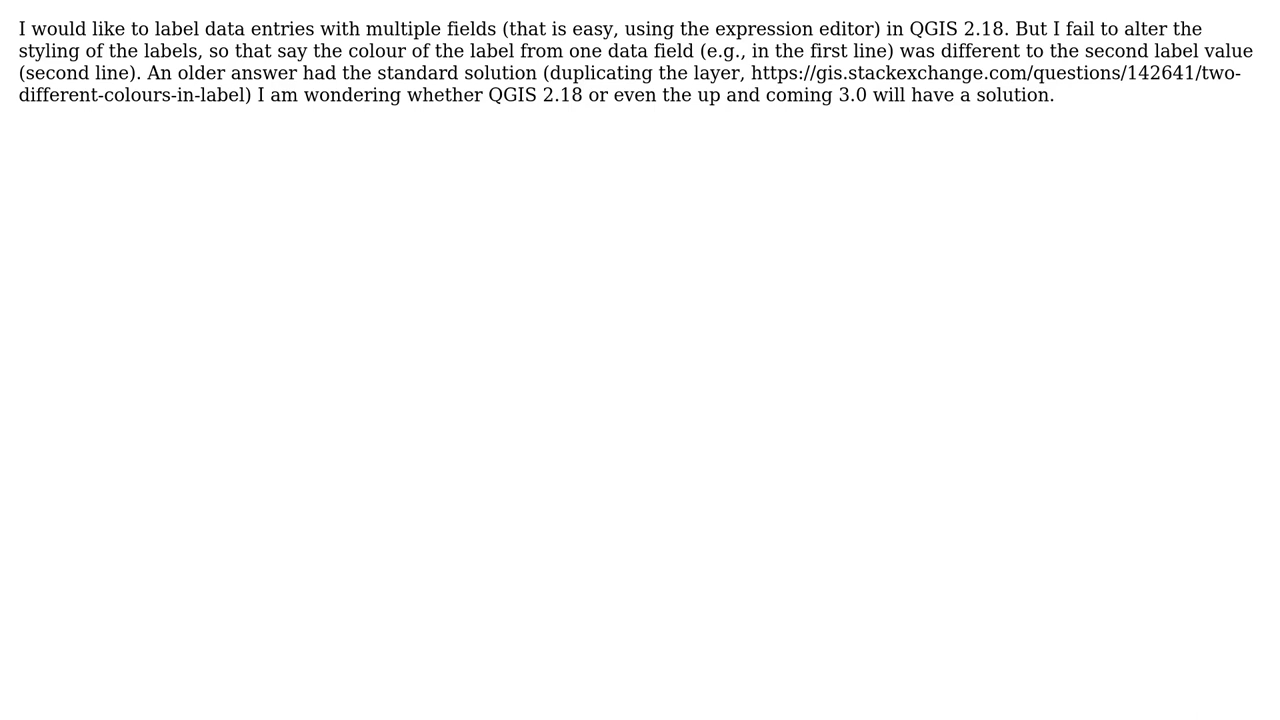 I would like to label data entries with multiple fields (that is easy, using the expression editor) in QGIS 2.18. But I fail to alter the
styling of the labels, so that say the colour of the label from one data field (e.g., in the first line) was different to the second label value
(second line). An older answer had the standard solution (duplicating the layer, https://gis.stackexchange.com/questions/142641/two-
different-colours-in-label) I am wondering whether QGIS 2.18 or even the up and coming 3.0 will have a solution.